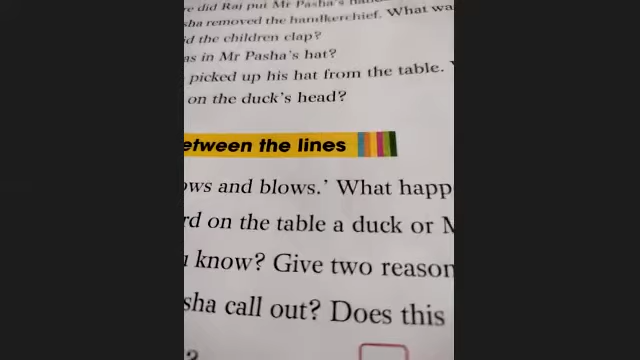 re did Raj put Mr Pasha's
sha removed the handkerchief. What wa
id the children clap?
as in Mr Pasha's hat?
picked up his hat from the table.
on the duck's head?
etween the lines
ows and blows.' What happ
rd on the table a duck or M
u know? Give two reason
sha call out? Does this
?